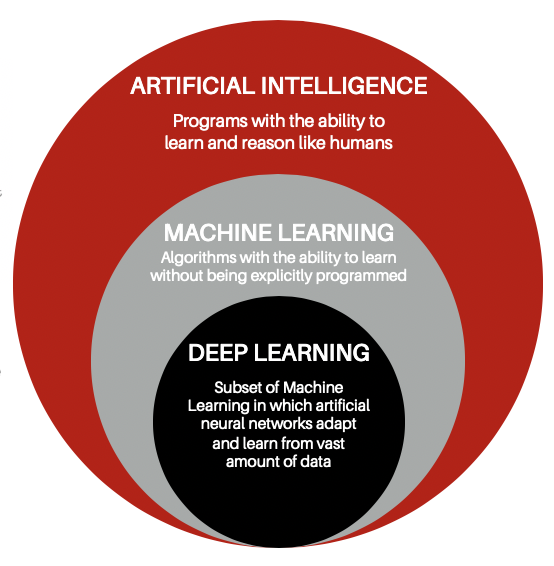 ARTIFICIAL INTELLIGENCE
Programs with the ability to
learn and reason like humans
MACHINE LEARNING
Algorithms with the ability to learn
without being explicitly programmed
DEEP LEARNING
Subset of Machine
Learning in which artificial
neural networks adapt
and learn from vast
amount of data